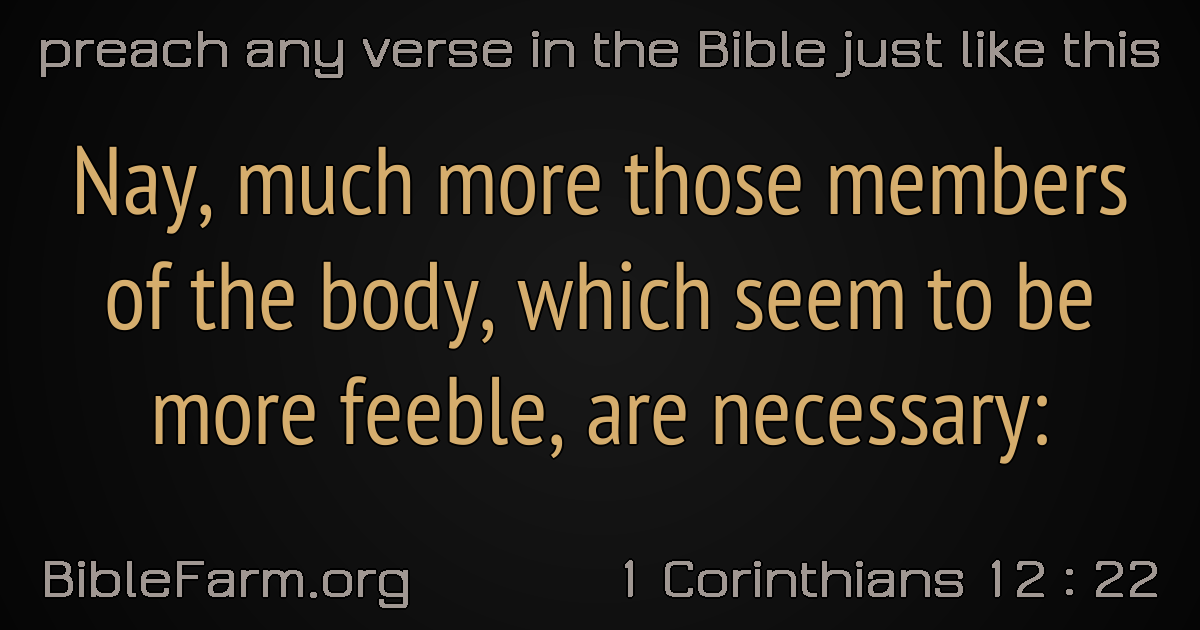 preach any verse in the Bible just like this
Nay, much more those members
of the body, which seem to be
more feeble, are necessary:
BibleFarm.org
1 Corinthians 12 : 22